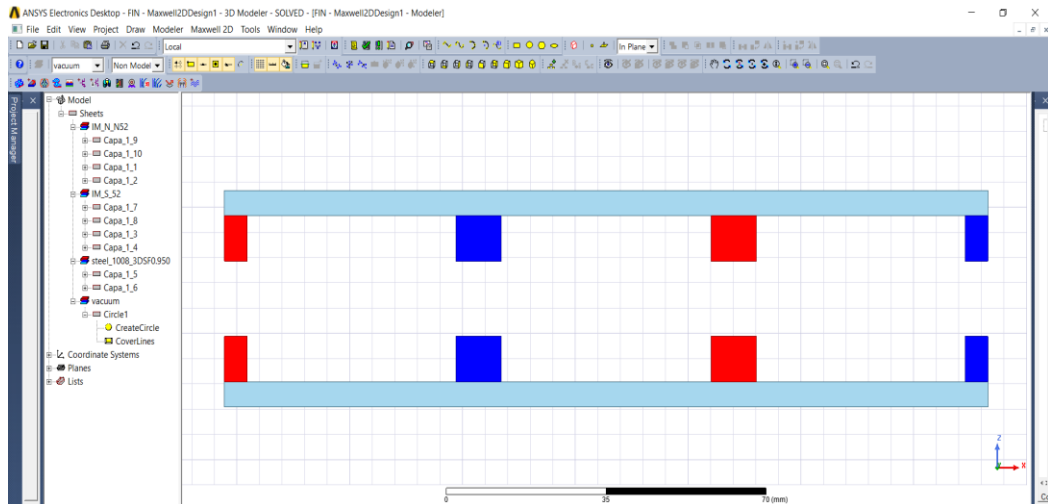 ANSYS Electronics Desktop - FIN - Maxwell2DDesign1 - 3D Modeler - SOLVED - [FIN - Maxwell2DDesign1 - Modeler]
File Edit View Project Draw Modeler Maxwell 2D Tools Window Help
Local
In Plane
vacuum
Non Model
Project Manager
Model
Sheets
IM_N_N52
Capa_1_9
Capa_1_10
Capa_1_1
Capa_1_2
IM_S_52
Capa_1_7
Capa_1_8
Capa_1_3
Capa_1_4
steel_1008_3DSF0.950
Capa_1_5
Capa_1_6
vacuum
Circle1
CreateCircle
CoverLines
Coordinate Systems
Planes
Lists
Z
X
0 35 70 (mm)
Co